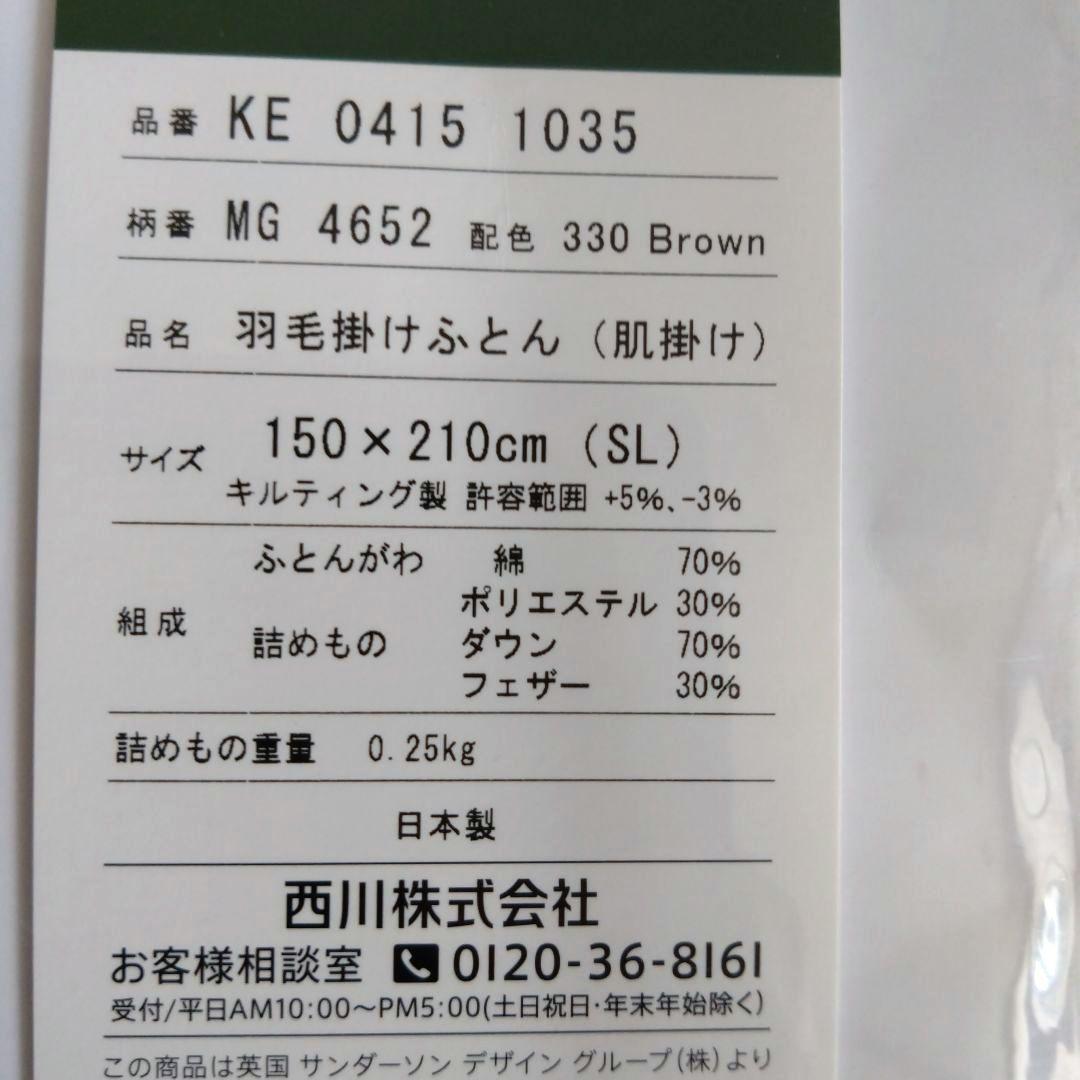 品番 KE 0415 1035
柄番 MG 4652 配色 330 Brown
品名 羽毛掛けふとん（肌掛け）
サイズ 150×210cm（SL）
キルティング製 許容範囲 +5%、-3%
組成 ふとんがわ 綿 70%
ポリエステル 30%
詰めもの ダウン 70%
フェザー 30%
詰めもの重量 0.25kg
日本製
西川株式会社
お客様相談室 0120-36-8161
受付/平日AM10:00～PM5:00(土日祝日・年末年始除く)
この商品は英国 サンダーソン デザイン グループ(株)より